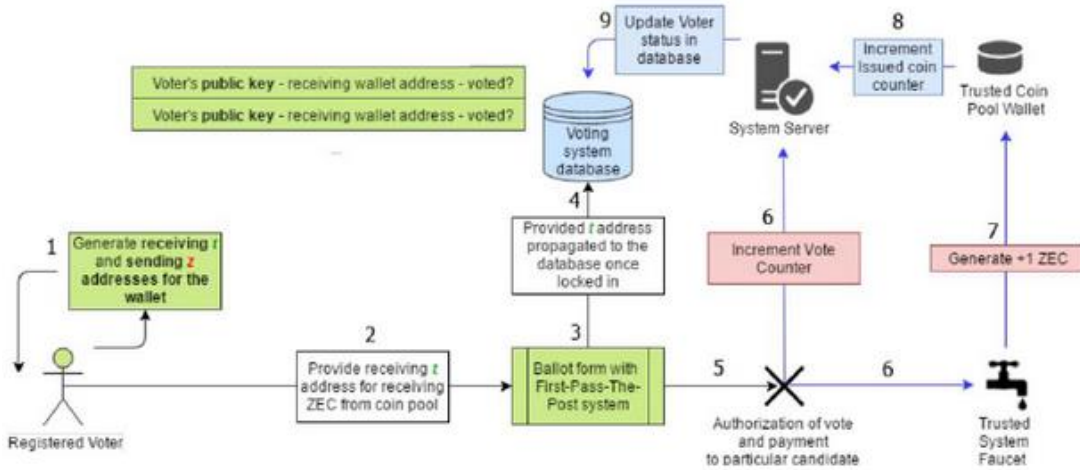 9
Update Voter
status in
database
8
Increment
Issued coin
counter
Voter's public key - receiving wallet address - voted?
Voter's public key - receiving wallet address - voted?
System Server
Trusted Coin
Pool Wallet
Voting
system
database
4
6
7
1
Generate receiving t
and sending z
addresses for the
wallet
Provided t address
propagated to the
database once
locked in
Increment Vote
Counter
Generate +1 ZEC
2
3
Provide receiving t
address for receiving
ZEC from coin pool
Ballot form with
First-Pass-The-
Post system
5
6
Registered Voter
Authorization of vote
and payment
to particular candidate
Trusted
System
Faucet